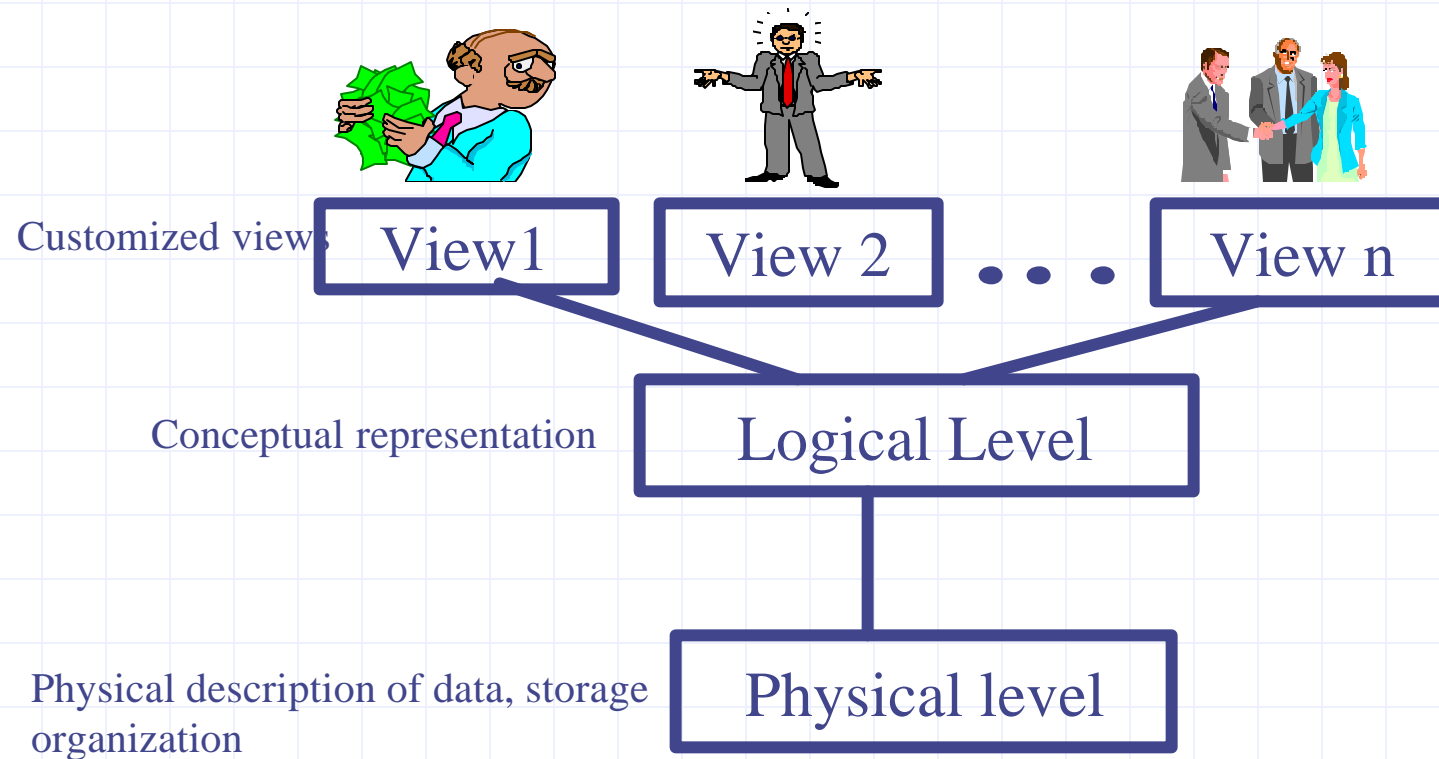 Customized views
View1
View 2
. . .
View n
Conceptual representation
Logical Level
Physical description of data, storage
organization
Physical level